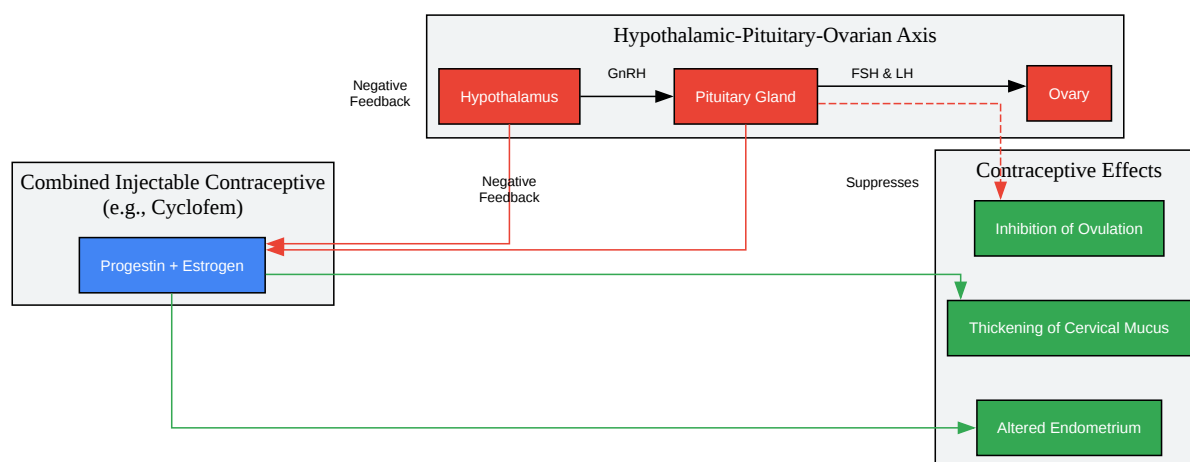 Hypothalamic-Pituitary-Ovarian Axis
Negative
Feedback
Hypothalamus
GnRH
Pituitary Gland
FSH & LH
Ovary
Combined Injectable Contraceptive
(e.g., Cyclofem)
Progestin + Estrogen
Negative
Feedback
Suppresses
Contraceptive Effects
Inhibition of Ovulation
Thickening of Cervical Mucus
Altered Endometrium